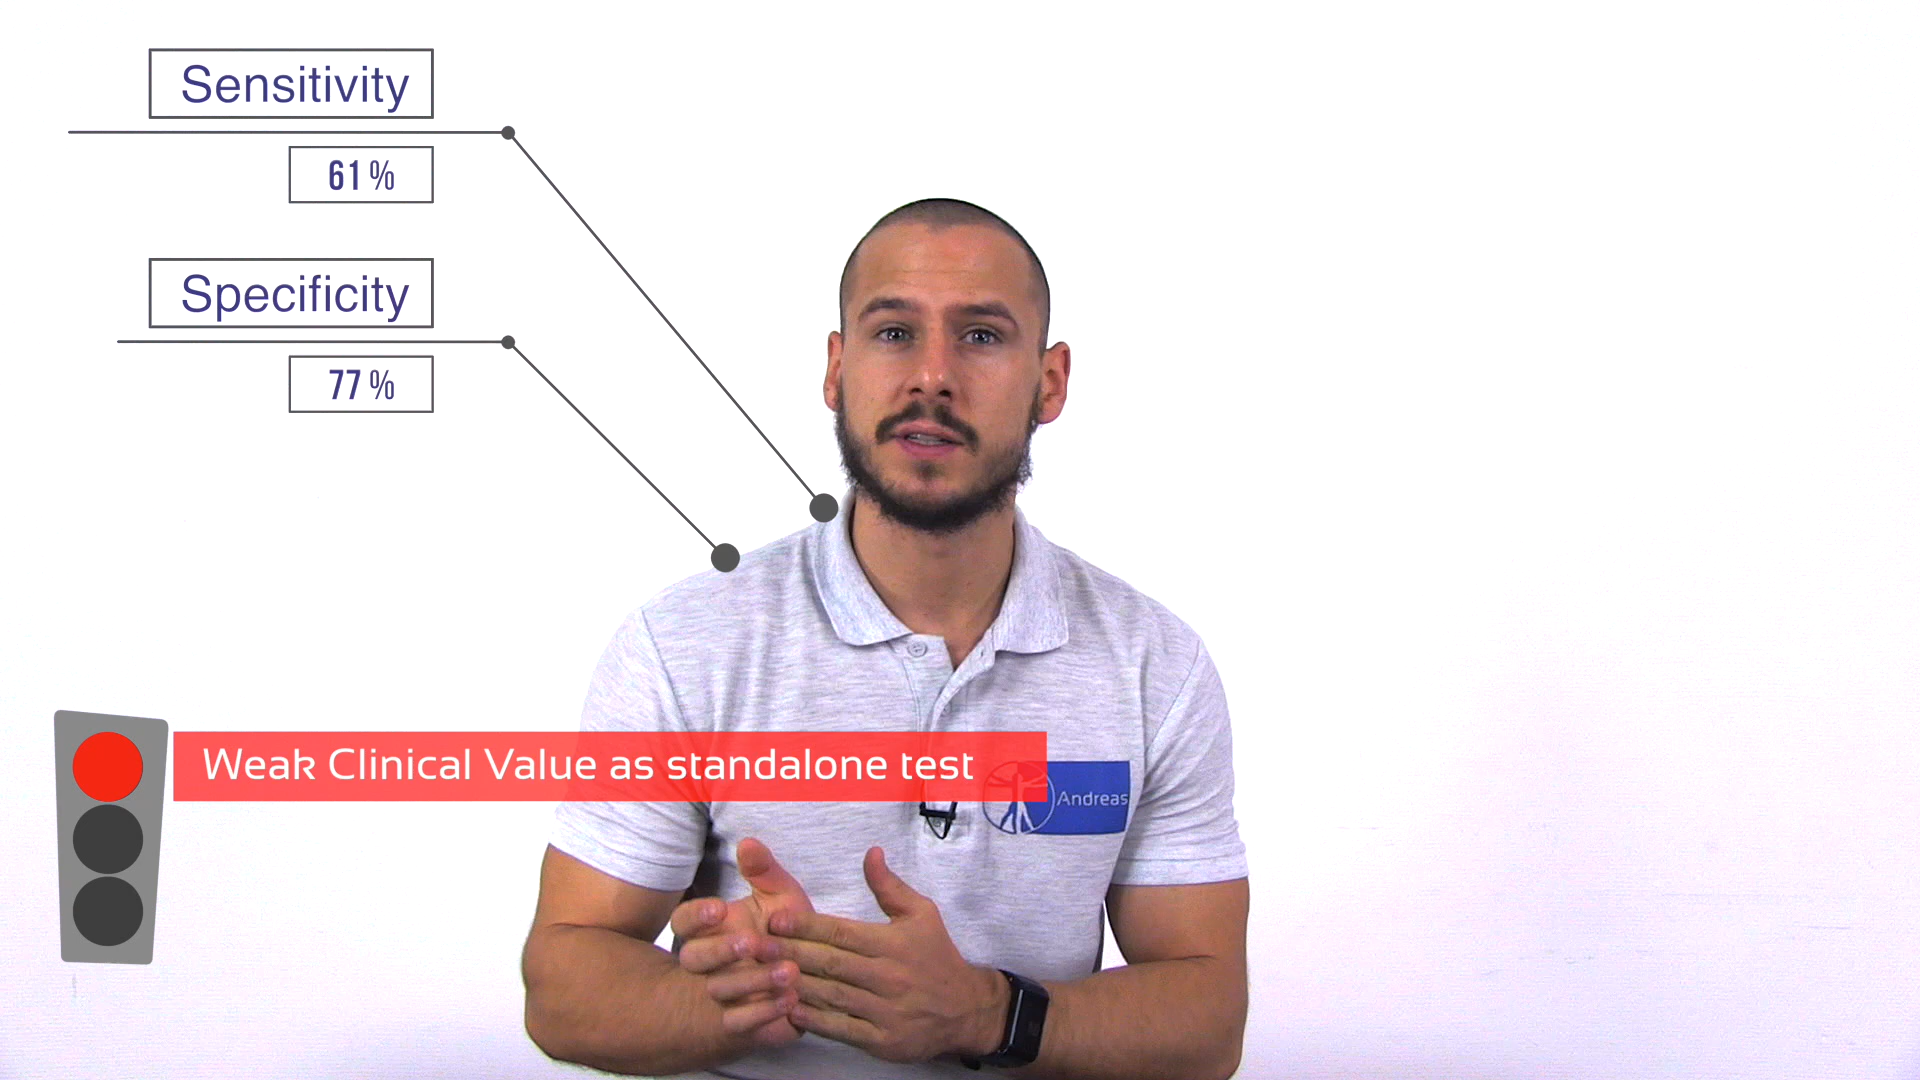 Sensitivity
61 %
Specificity
77 %
Weak Clinical Value as standalone test
Andreas